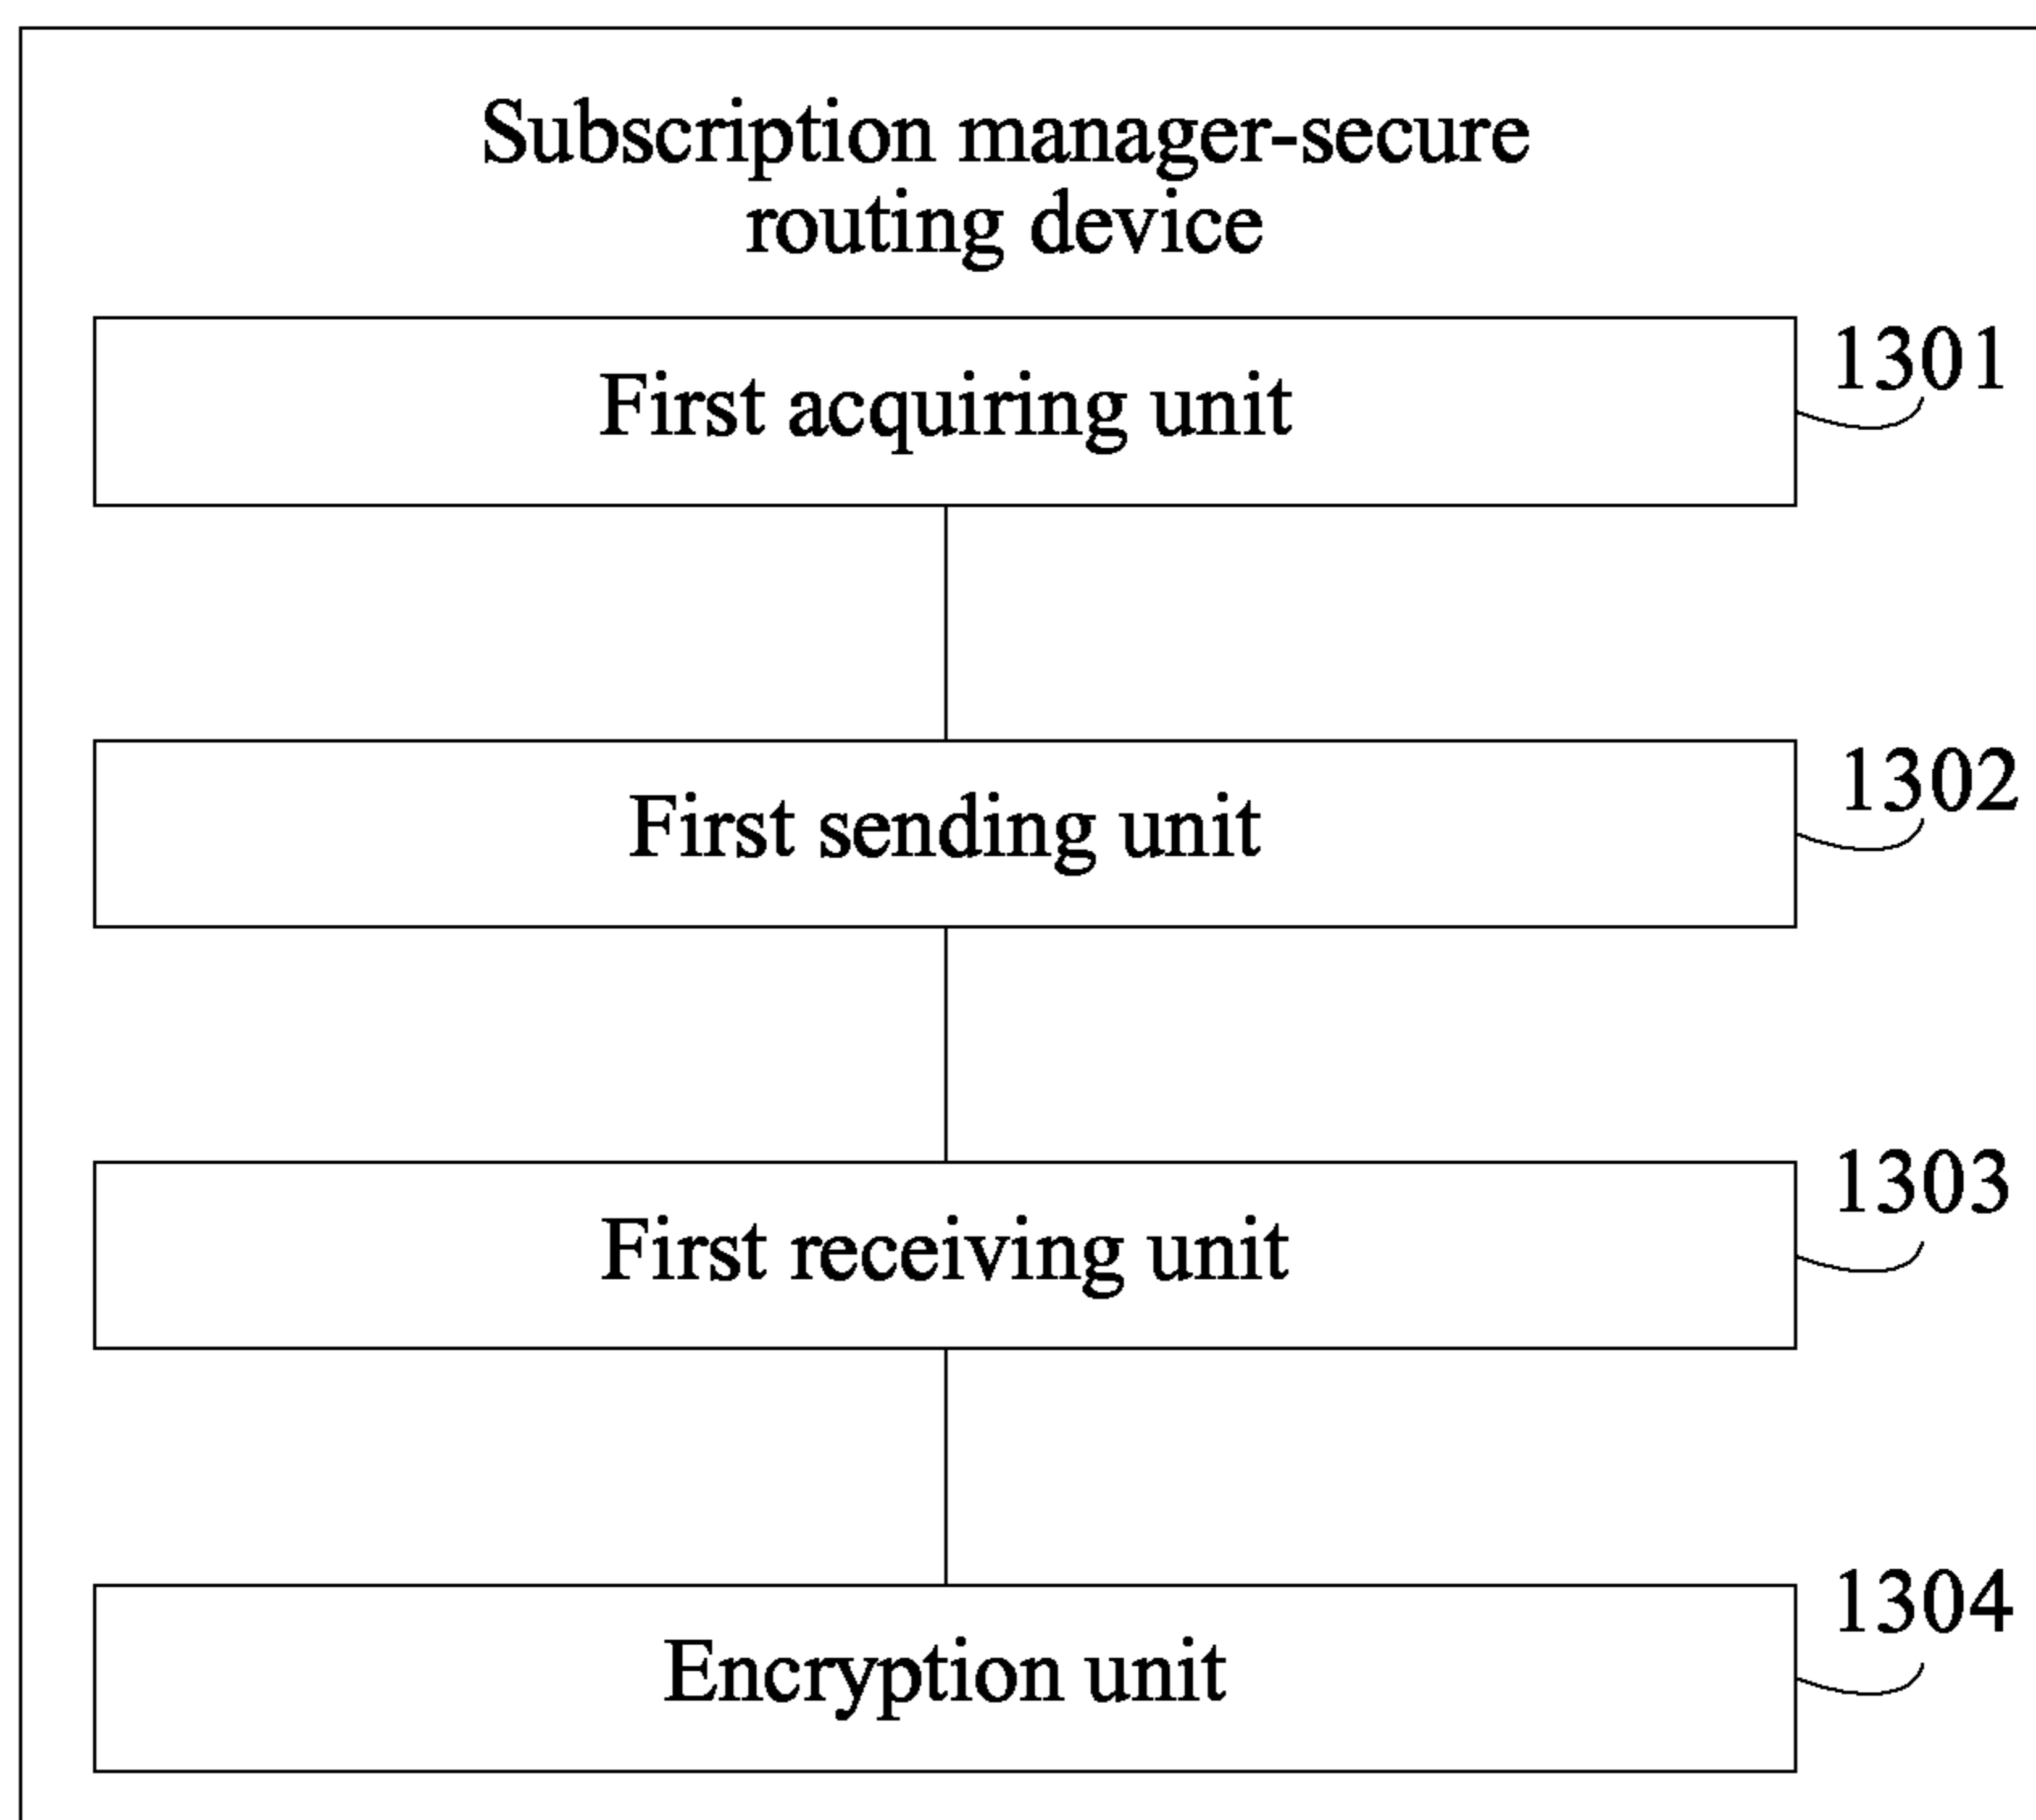 Subscription manager-secure
routing device
First acquiring unit
1301
First sending unit
1302
First receiving unit
1303
Encryption unit
1304